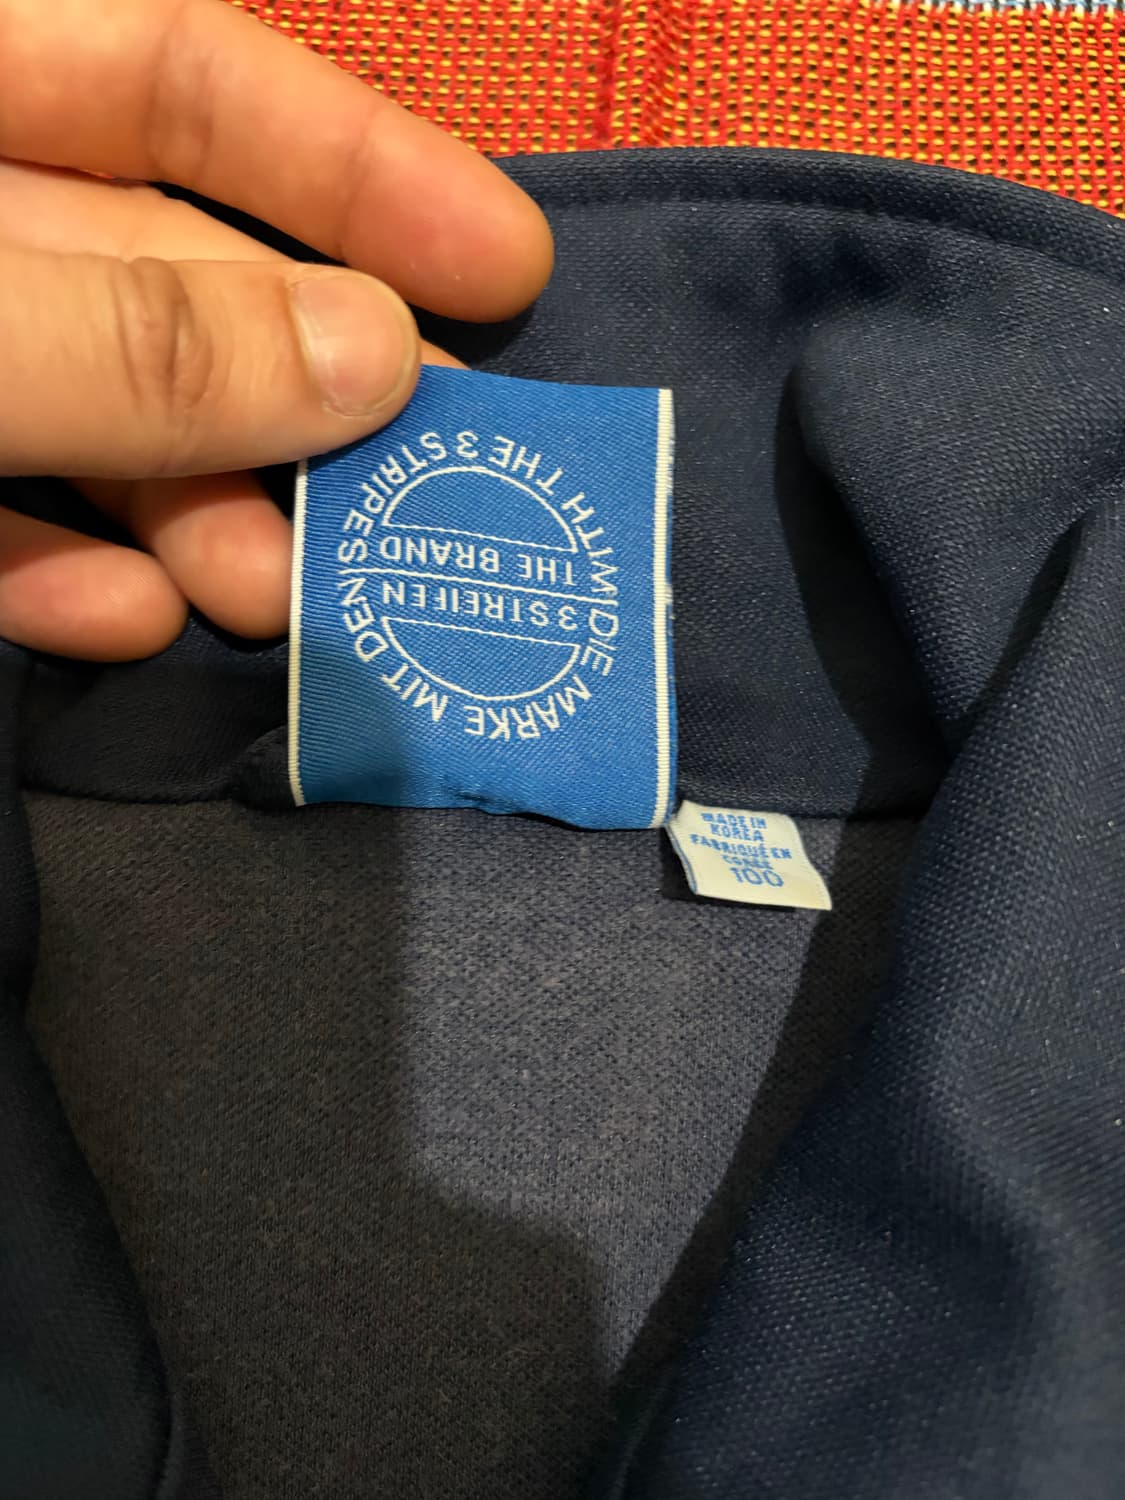 DIE MARKE MIT DEN
3 STREIFEN
THE BRAND
WITH THE 3 STRIPES
MADE IN
KOREA
FABRIQUÉ EN
CORÉE
100